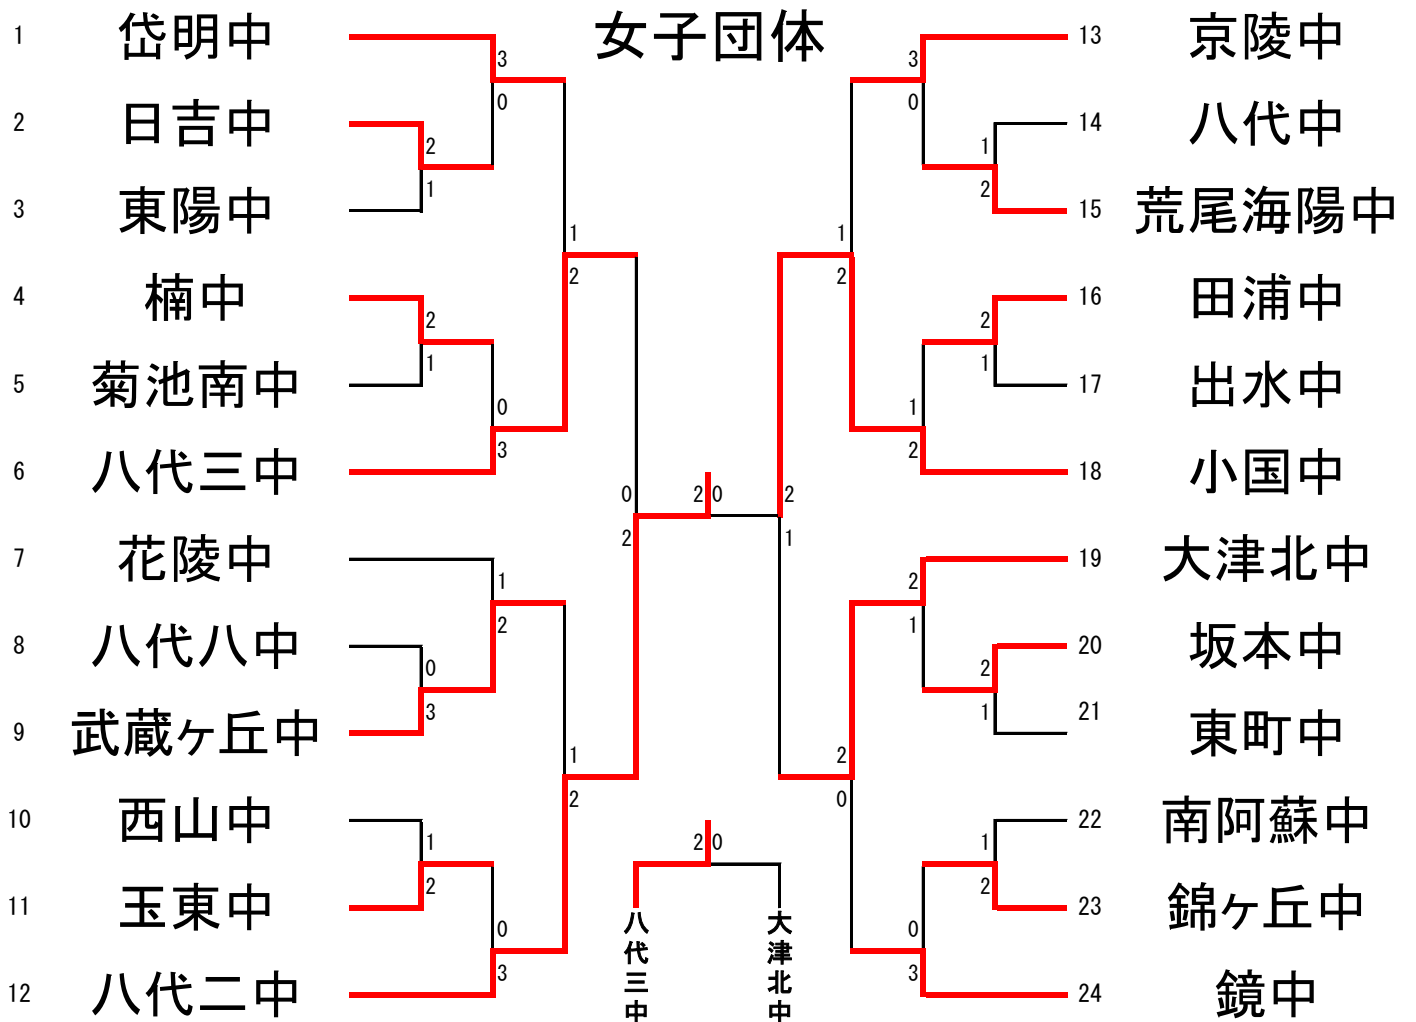 女子団体
1 岱明中
2 日吉中
3 東陽中
4 楠中
5 菊池南中
6 八代三中
7 花陵中
8 八代八中
9 武蔵ヶ丘中
10 西山中
11 玉東中
12 八代二中
3
0
2
1
2
1
0
3
1
2
1
2
0
3
1
2
0
3
1
2
0
2
2 0
2
1
2 0
八代三中
大津北中
3
0
1
2
1
2
2
1
1
2
2
1
2
1
2
0
1
2
0
3
13 京陵中
14 八代中
15 荒尾海陽中
16 田浦中
17 出水中
18 小国中
19 大津北中
20 坂本中
21 東町中
22 南阿蘇中
23 錦ヶ丘中
24 鏡中